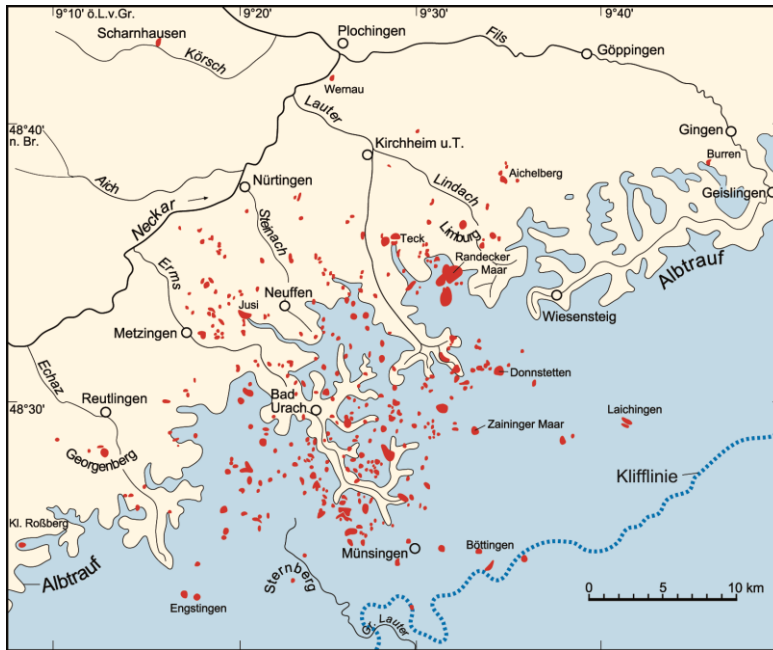 9°10' ö.L.v.Gr.
9°20
9°30
9°40
Scharnhausen
Plochingen
Fils
Göppingen
Körsch
Wernau
Lauter
48°40'
n. Br.
Kirchheim u.T.
Gingen
Burren
Aich
Nürtingen
Lindach
Aichelberg
Geislingen
Neckar
Steinach
Teck
Limburg
Randecker
Maar
Albtrauf
Erms
Jusi
Neuffen
Wiesensteig
Metzingen
Echaz
Donnstetten
48°30'
Reutlingen
Bad
Urach
Laichingen
Zaininger Maar
Georgenberg
Klifflinie
Kl. Roßberg
Münsingen
Böttingen
Albtrauf
Sternberg
Engstingen
0
5
10 km
Gr. Lauter